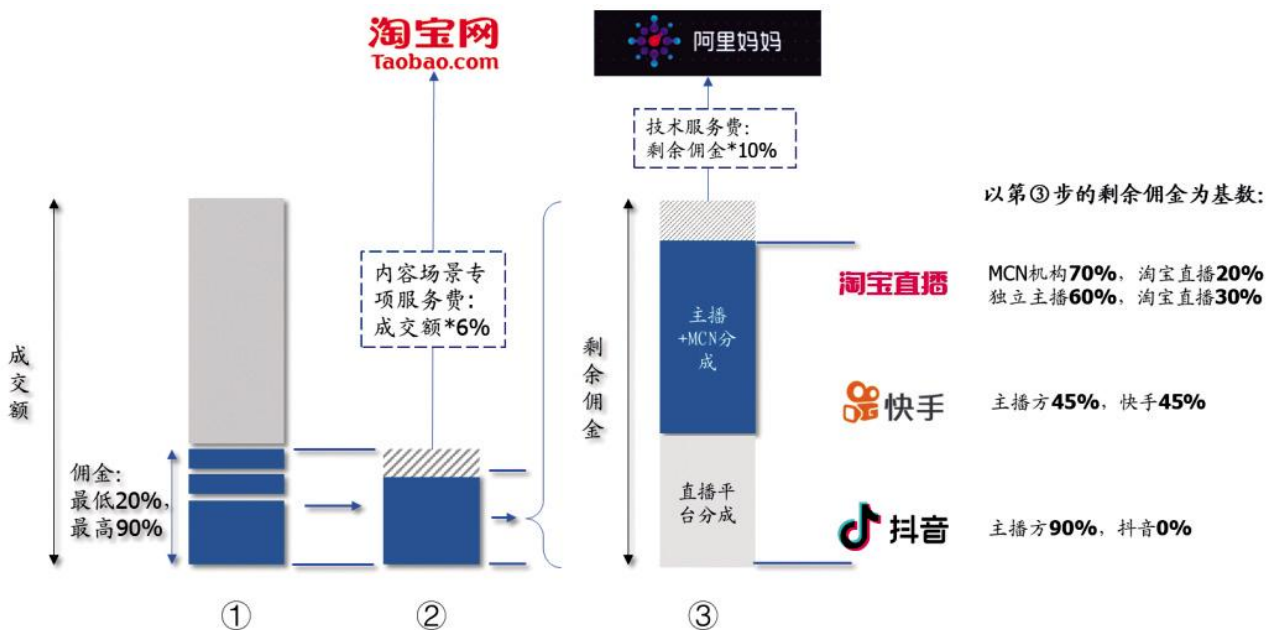 淘宝网
Taobao.com
阿里妈妈
技术服务费：
剩余佣金*10%
以第③步的剩余佣金为基数：
内容场景专
项服务费：
成交额*6%
淘宝直播
MCN机构70%，淘宝直播20%
独立主播60%，淘宝直播30%
成交额
主播
+MCN分
成
剩余佣金
快手
主播方45%，快手45%
佣金：
最低20%，
最高90%
直播平
台分成
抖音
主播方90%，抖音0%
①
②
③